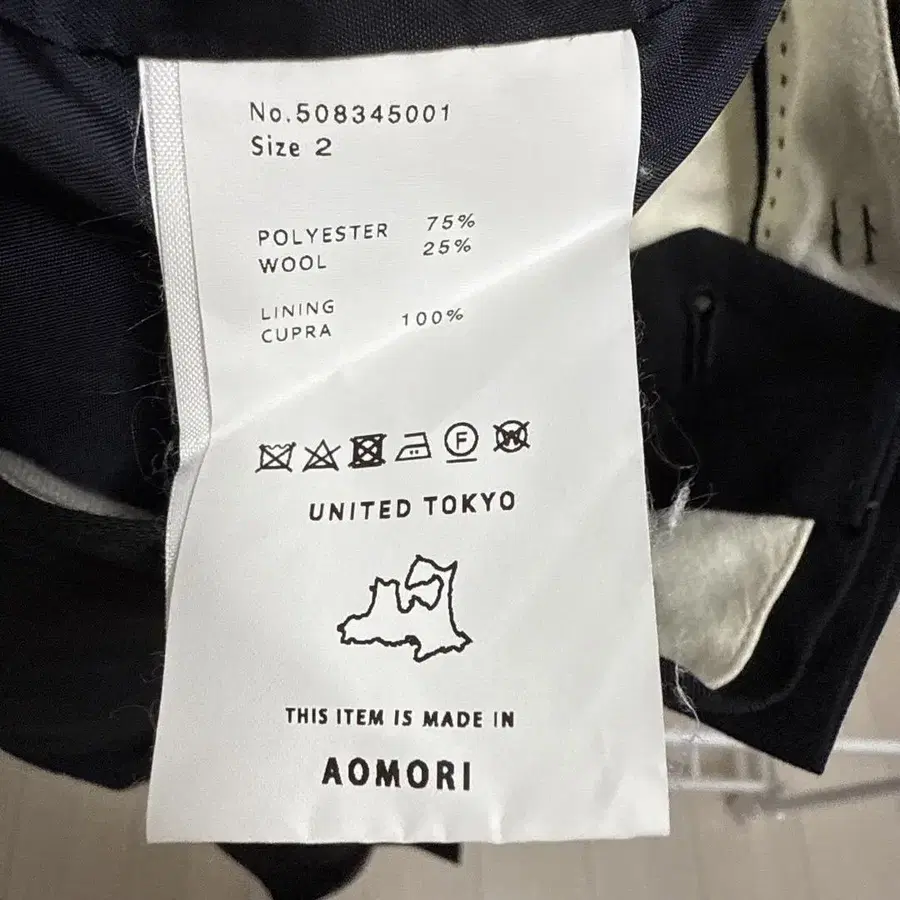 No.508345001
Size 2
POLYESTER 75%
WOOL 25%
LINING
CUPRA 100%
F W
UNITED TOKYO
THIS ITEM IS MADE IN
AOMORI